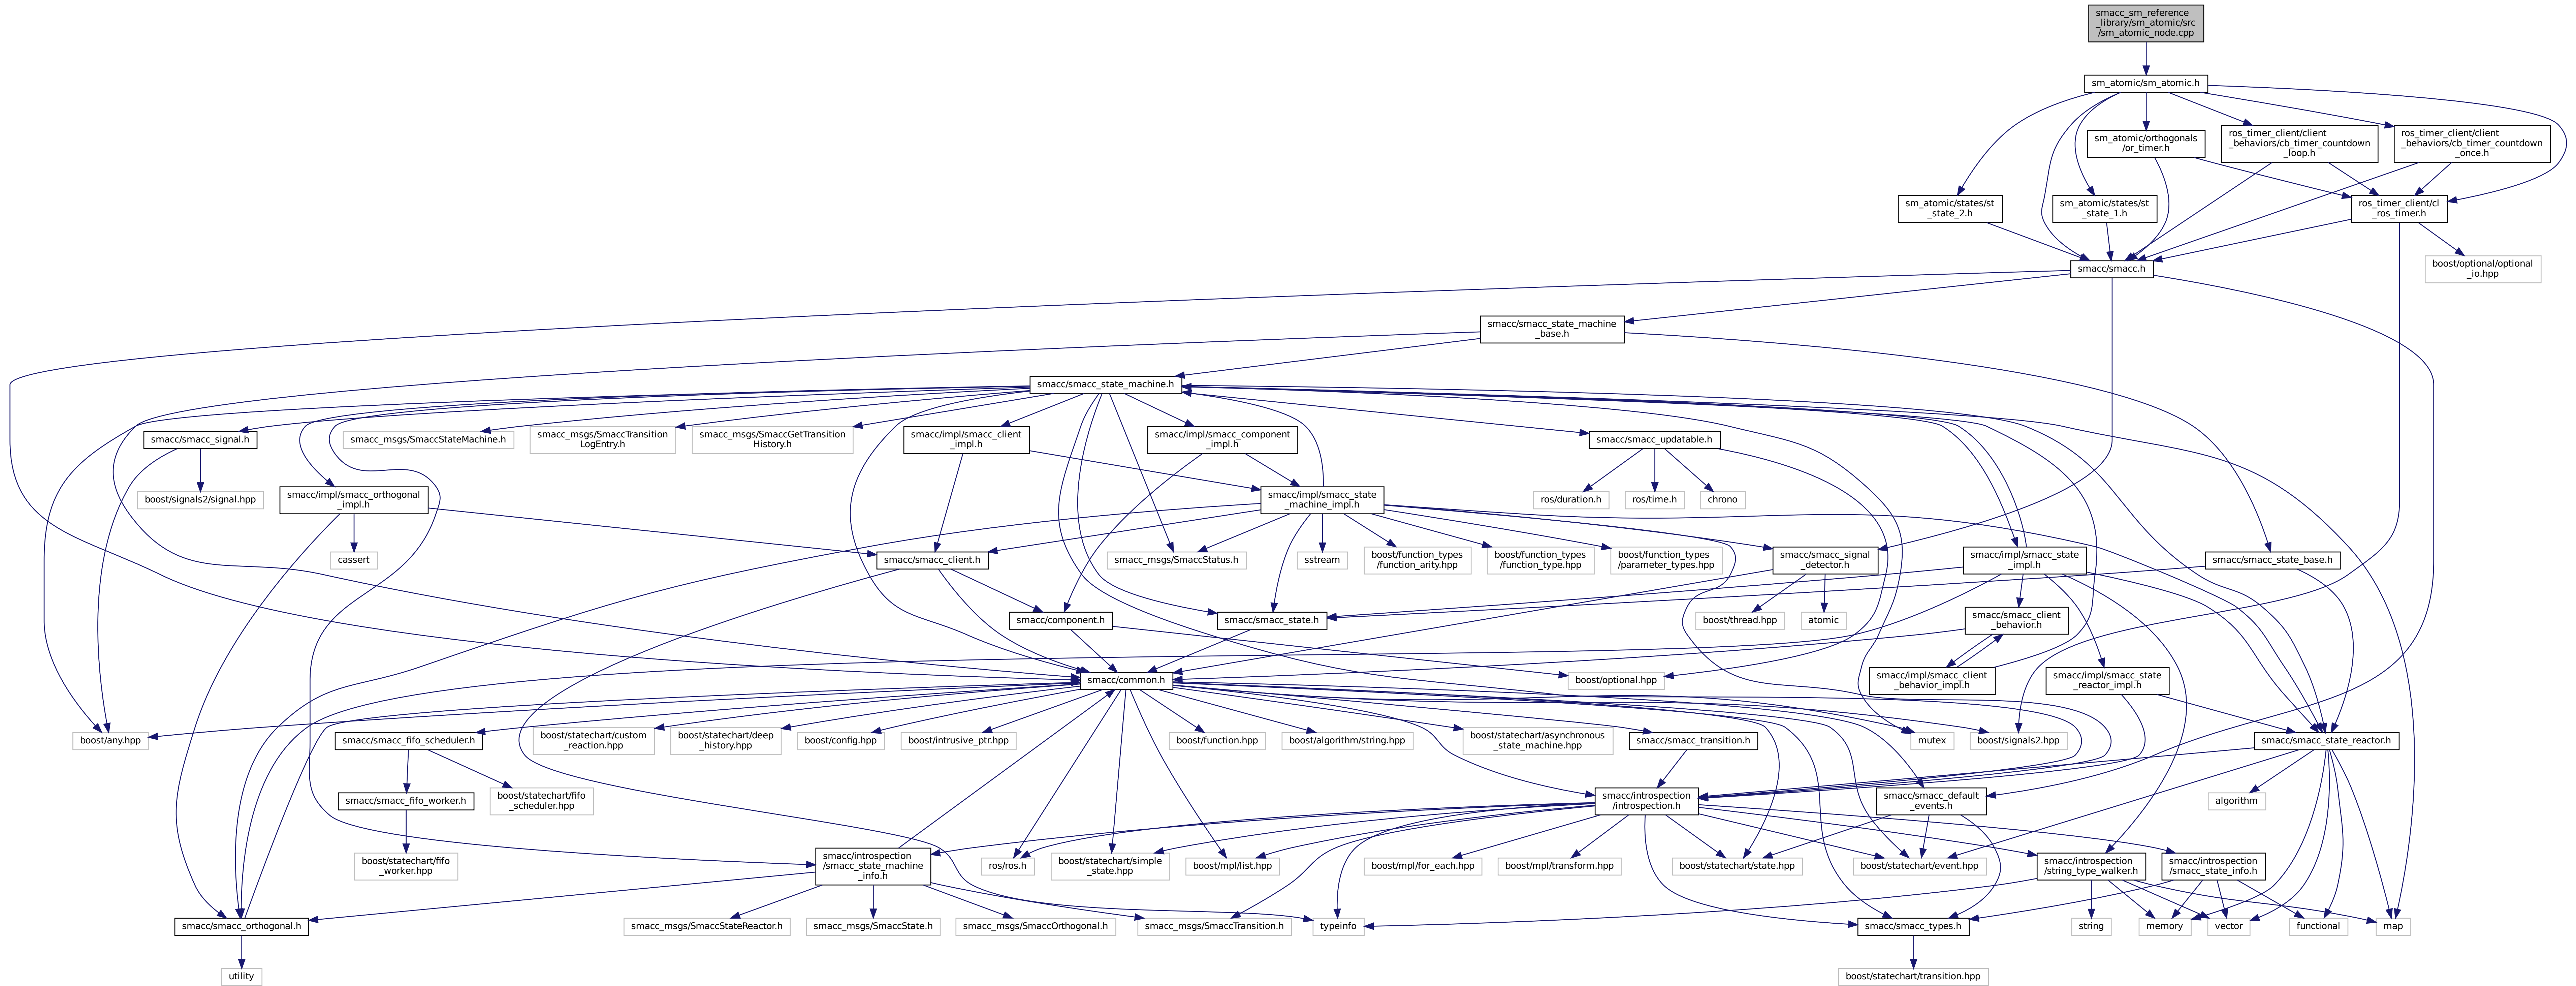 smacc_sm_reference
_library/sm_atomic/src
/sm_atomic_node.cpp
sm_atomic/sm_atomic.h
sm_atomic/orthogonals
/or_timer.h
ros_timer_client/client
_behaviors/cb_timer_countdown
_loop.h
ros_timer_client/client
_behaviors/cb_timer_countdown
_once.h
sm_atomic/states/st
_state_2.h
sm_atomic/states/st
_state_1.h
ros_timer_client/cl
_ros_timer.h
smacc/smacc.h
boost/optional/optional
_io.hpp
smacc/smacc_state_machine
_base.h
smacc/smacc_state_machine.h
smacc/smacc_signal.h
smacc_msgs/SmaccStateMachine.h
smacc_msgs/SmaccTransition
LogEntry.h
smacc_msgs/SmaccGetTransition
History.h
smacc/impl/smacc_client
_impl.h
smacc/impl/smacc_component
_impl.h
smacc/smacc_updatable.h
boost/signals2/signal.hpp
smacc/impl/smacc_orthogonal
_impl.h
smacc/impl/smacc_state
_machine_impl.h
ros/duration.h
ros/time.h
chrono
cassert
smacc/smacc_client.h
smacc_msgs/SmaccStatus.h
sstream
boost/function_types
/function_arity.hpp
boost/function_types
/function_type.hpp
boost/function_types
/parameter_types.hpp
smacc/smacc_signal
_detector.h
smacc/impl/smacc_state
_impl.h
smacc/smacc_state_base.h
smacc/component.h
smacc/smacc_state.h
boost/thread.hpp
atomic
smacc/smacc_client
_behavior.h
smacc/common.h
boost/optional.hpp
smacc/impl/smacc_client
_behavior_impl.h
smacc/impl/smacc_state
_reactor_impl.h
boost/any.hpp
smacc/smacc_fifo_scheduler.h
boost/statechart/custom
_reaction.hpp
boost/statechart/deep
_history.hpp
boost/config.hpp
boost/intrusive_ptr.hpp
boost/function.hpp
boost/algorithm/string.hpp
boost/statechart/asynchronous
_state_machine.hpp
smacc/smacc_transition.h
mutex
boost/signals2.hpp
smacc/smacc_state_reactor.h
smacc/smacc_fifo_worker.h
boost/statechart/fifo
_scheduler.hpp
smacc/introspection
/introspection.h
smacc/smacc_default
_events.h
algorithm
boost/statechart/fifo
_worker.hpp
smacc/introspection
/smacc_state_machine
_info.h
ros/ros.h
boost/statechart/simple
_state.hpp
boost/mpl/list.hpp
boost/mpl/for_each.hpp
boost/mpl/transform.hpp
boost/statechart/state.hpp
boost/statechart/event.hpp
smacc/introspection
/string_type_walker.h
smacc/introspection
/smacc_state_info.h
smacc/smacc_orthogonal.h
smacc_msgs/SmaccStateReactor.h
smacc_msgs/SmaccState.h
smacc_msgs/SmaccOrthogonal.h
smacc_msgs/SmaccTransition.h
typeinfo
smacc/smacc_types.h
string
memory
vector
functional
map
utility
boost/statechart/transition.hpp